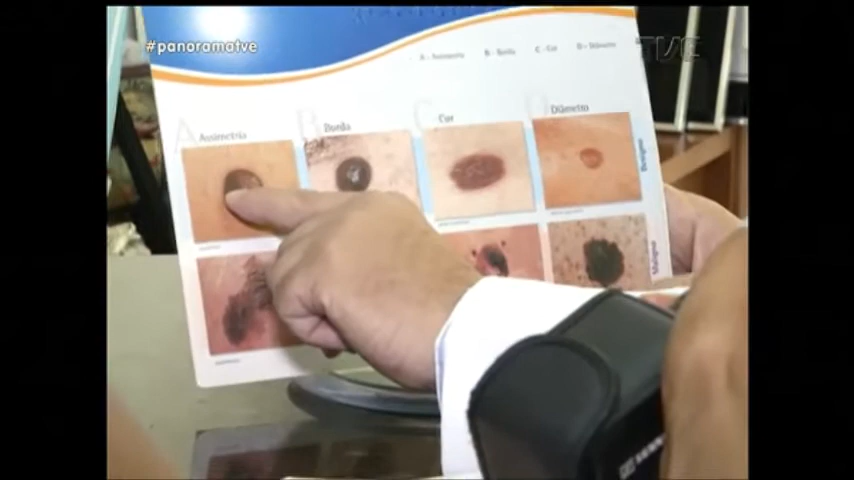 #panoramatve
TVE
A - Assimetria B - Borda C - Cor D - Diâmetro
A Assimetria
B Borda
C Cor
D Diâmetro
Benigno
Maligno